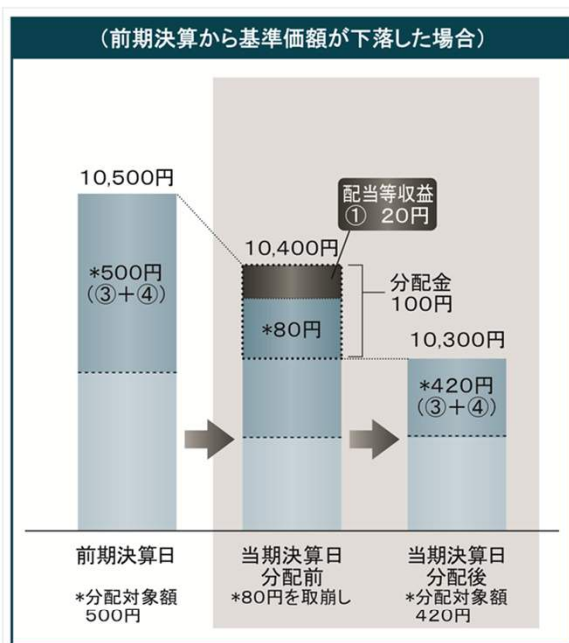 (前期決算から基準価額が下落した場合)
10,500円
*500円
(③+④)
配当等収益
① 20円
10,400円
*80円
分配金
100円
10,300円
*420円
(③+④)
前期決算日
*分配対象額
500円
当期決算日
分配前
*80円を取崩し
当期決算日
分配後
*分配対象額
420円